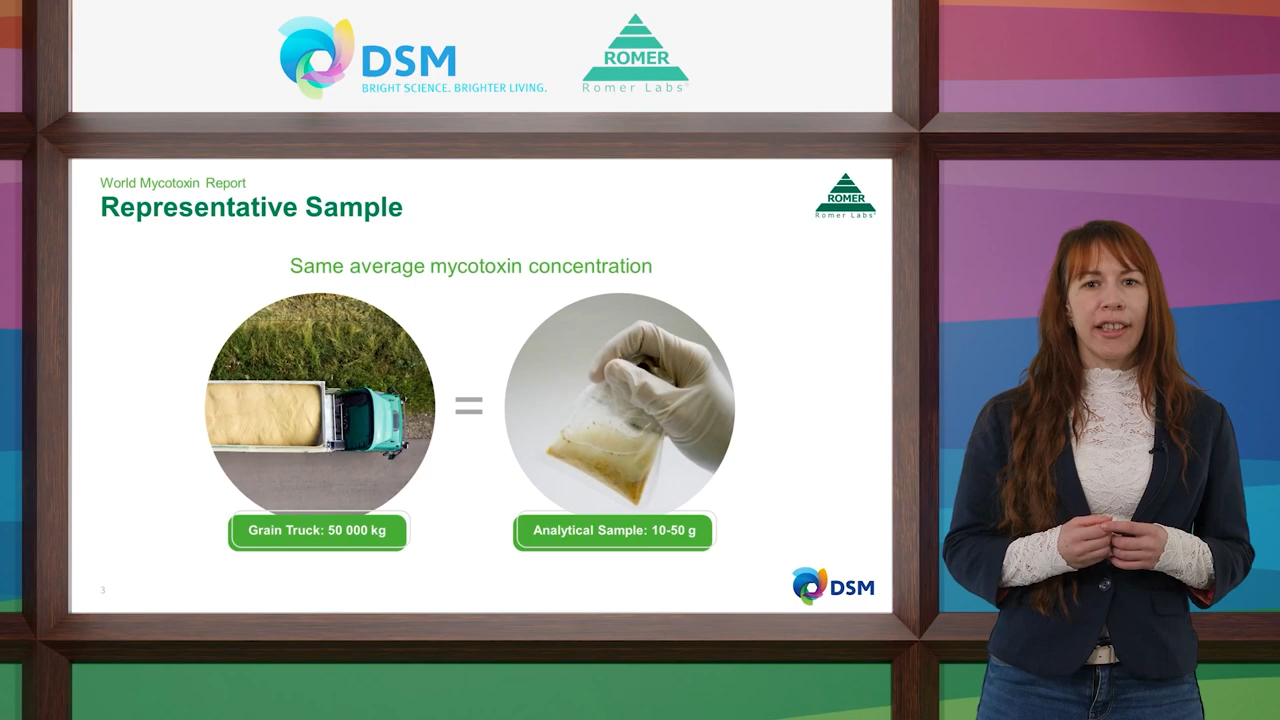 DSM
BRIGHT SCIENCE. BRIGHTER LIVING.
ROMER
Romer Labs®
World Mycotoxin Report
Representative Sample
ROMER
Romer Labs®
Same average mycotoxin concentration
=
Grain Truck: 50 000 kg
Analytical Sample: 10-50 g
3
DSM